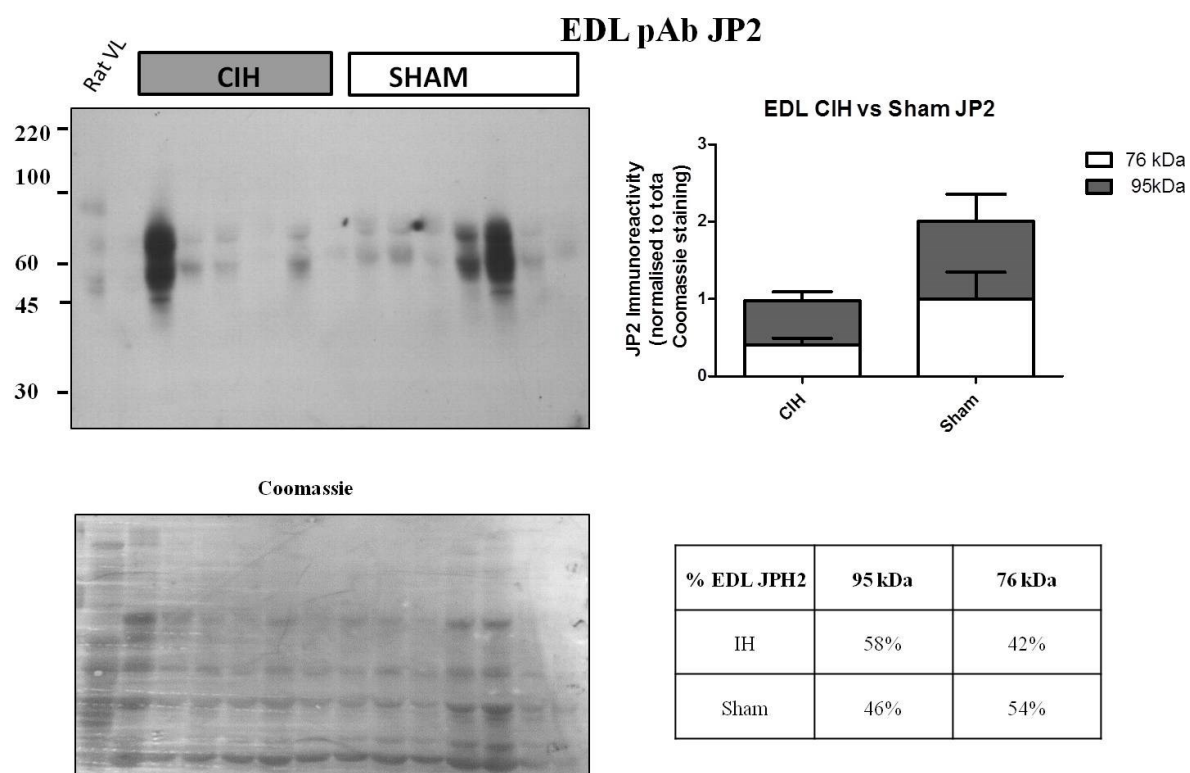 EDL pAb JP2
Rat VL
CIH
SHAM
220
100
60
45
30
EDL CIH vs Sham JP2
JP2 Immunoreactivity
(normalised to tota
Coomassie staining)
3
2
1
0
CIH
Sham
76 kDa
95kDa
Coomassie
% EDL JPH2 95 kDa 76 kDa
IH 58% 42%
Sham 46% 54%